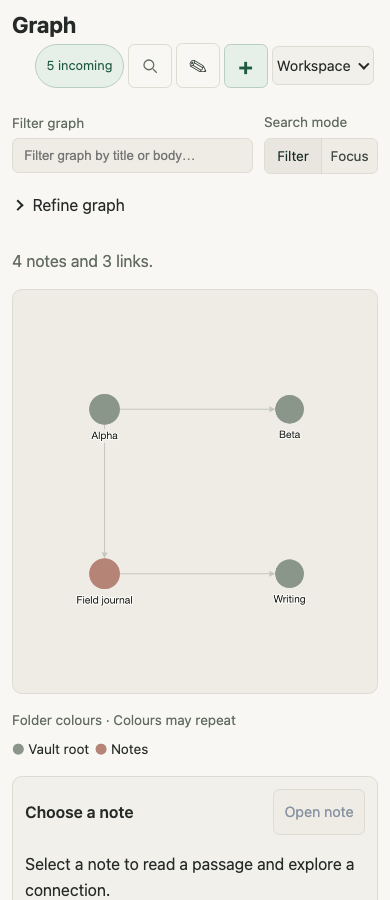 Graph
5 incoming
Workspace
Filter graph
Search mode
Filter graph by title or body…
Filter
Focus
Refine graph
4 notes and 3 links.
Alpha
Beta
Field journal
Writing
Folder colours · Colours may repeat
Vault root
Notes
Choose a note
Open note
Select a note to read a passage and explore a
connection.